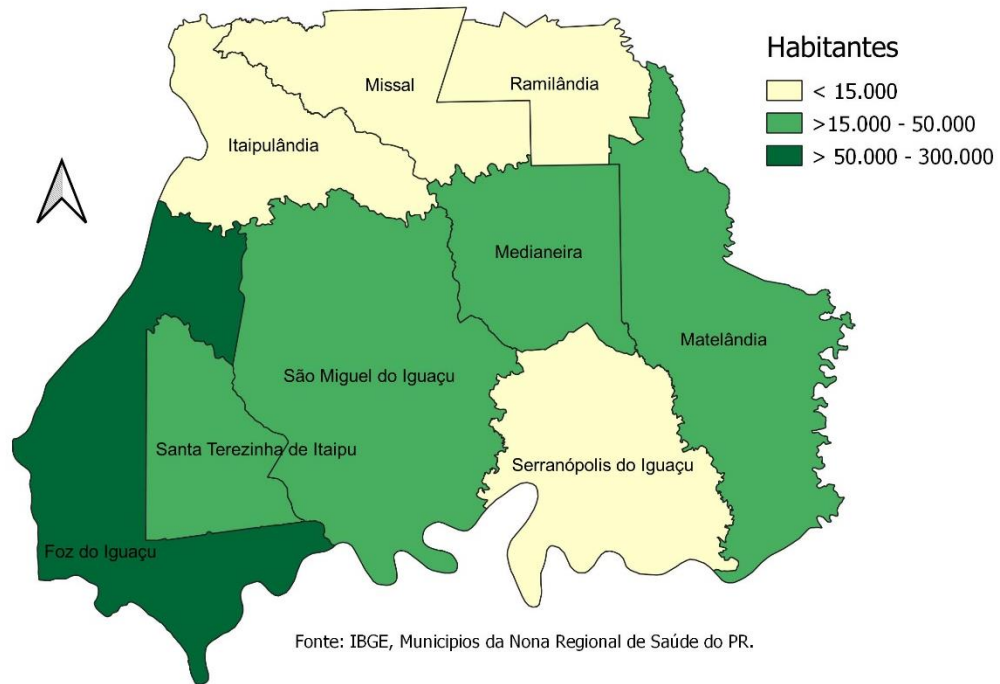 Habitantes
< 15.000
>15.000 - 50.000
> 50.000 - 300.000
Missal
Ramilândia
Itaipulândia
Medianeira
Matelândia
São Miguel do Iguaçu
Santa Terezinha de Itaipu
Serranópolis do Iguaçu
Foz do Iguaçu
Fonte: IBGE, Municipios da Nona Regional de Saúde do PR.